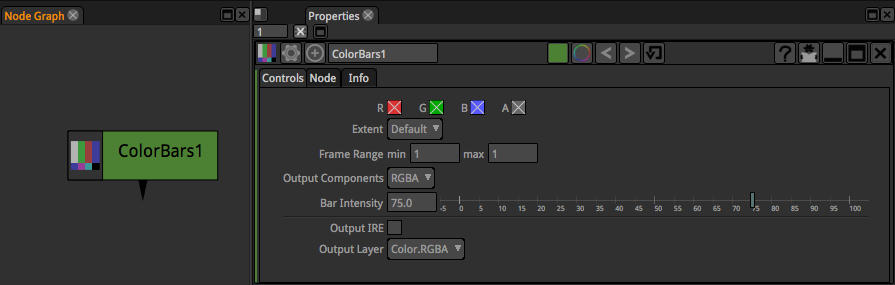 Node Graph
Properties
1
ColorBars1
Controls Node Info
ColorBars1
R G B A
Extent Default
Frame Range min 1 max 1
Output Components RGBA
Bar Intensity 75.0
-5 0 5 10 15 20 25 30 35 40 45 50 55 60 65 70 75 80 85 90 95 100
Output IRE
Output Layer Color.RGBA